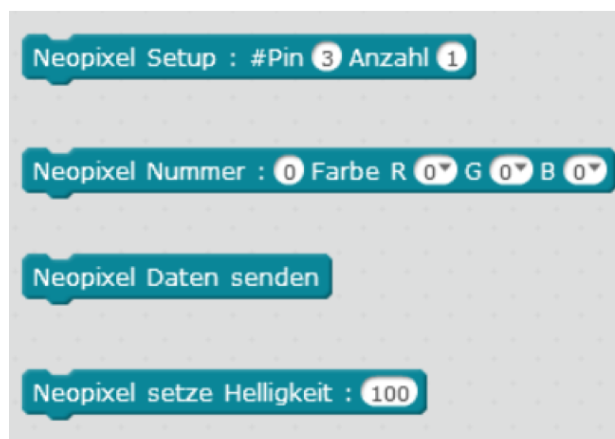 Neopixel Setup : #Pin 3 Anzahl 1
Neopixel Nummer : 0 Farbe R 0 G 0 B 0
Neopixel Daten senden
Neopixel setze Helligkeit : 100